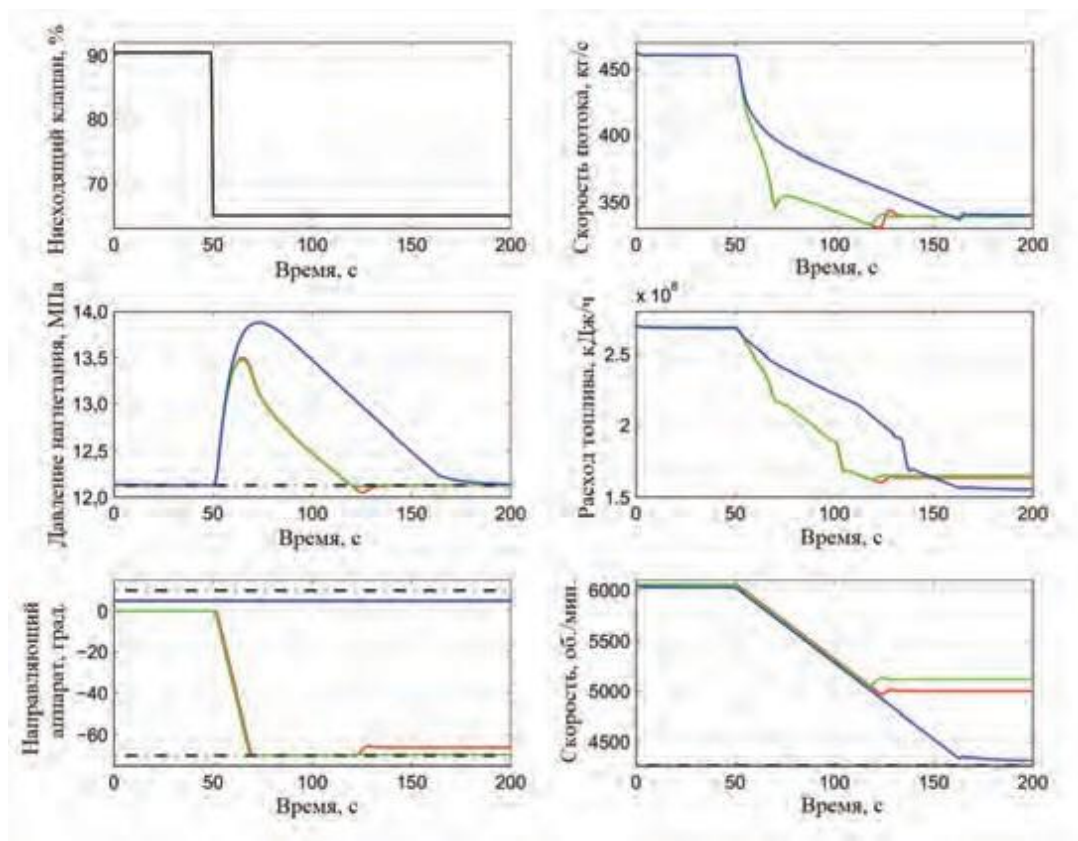 Нисходящий клапан, %
90
80
70
0 50 100 150 200
Время, с
Скорость потока, кг/с
450
400
350
0 50 100 150 200
Время, с
Давление нагнетания, МПа
14.0
13.5
13.0
12.5
12.0
0 50 100 150 200
Время, с
Расход топлива, кДж/ч
x 10⁸
2.5
2
1.5
0 50 100 150 200
Время, с
Направляющий
аппарат, град.
0
−20
−40
−60
0 50 100 150 200
Время, с
Скорость, об./мин.
6000
5500
5000
4500
0 50 100 150 200
Время, с